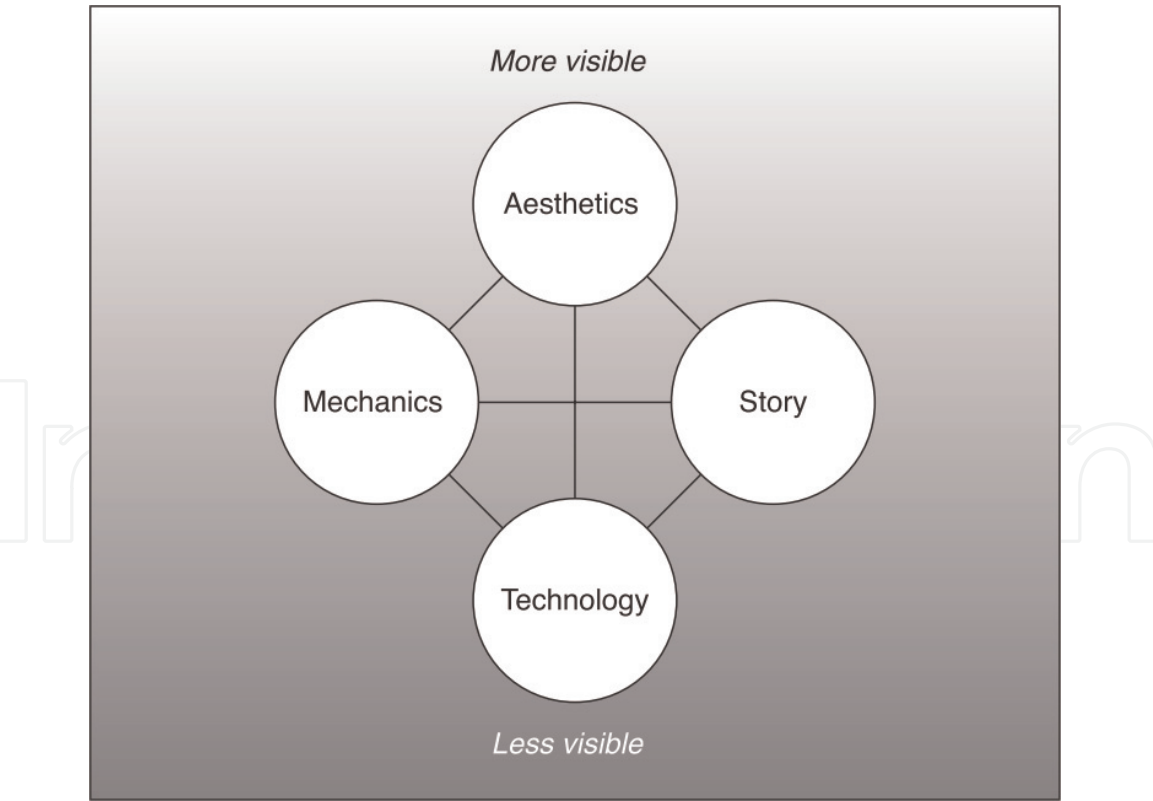 More visible
Aesthetics
Mechanics
Story
Technology
Less visible